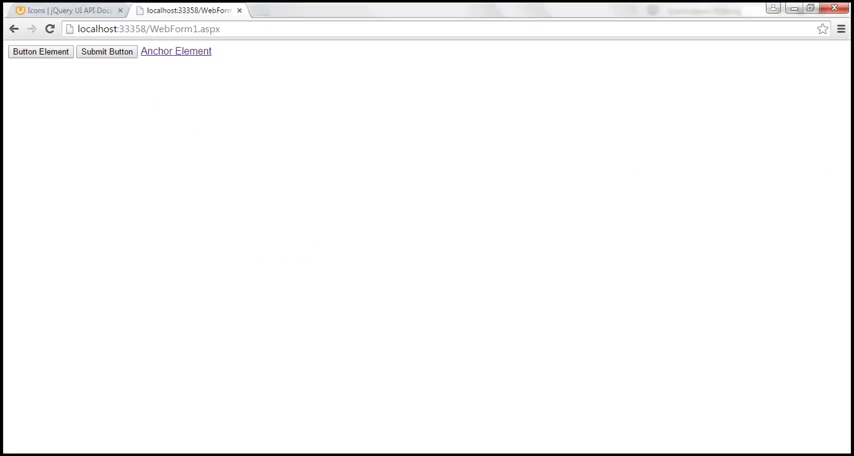 Icons | jQuery UI API Doc
localhost:33358/WebForm
localhost:33358/WebForm1.aspx
Button Element Submit Button Anchor Element